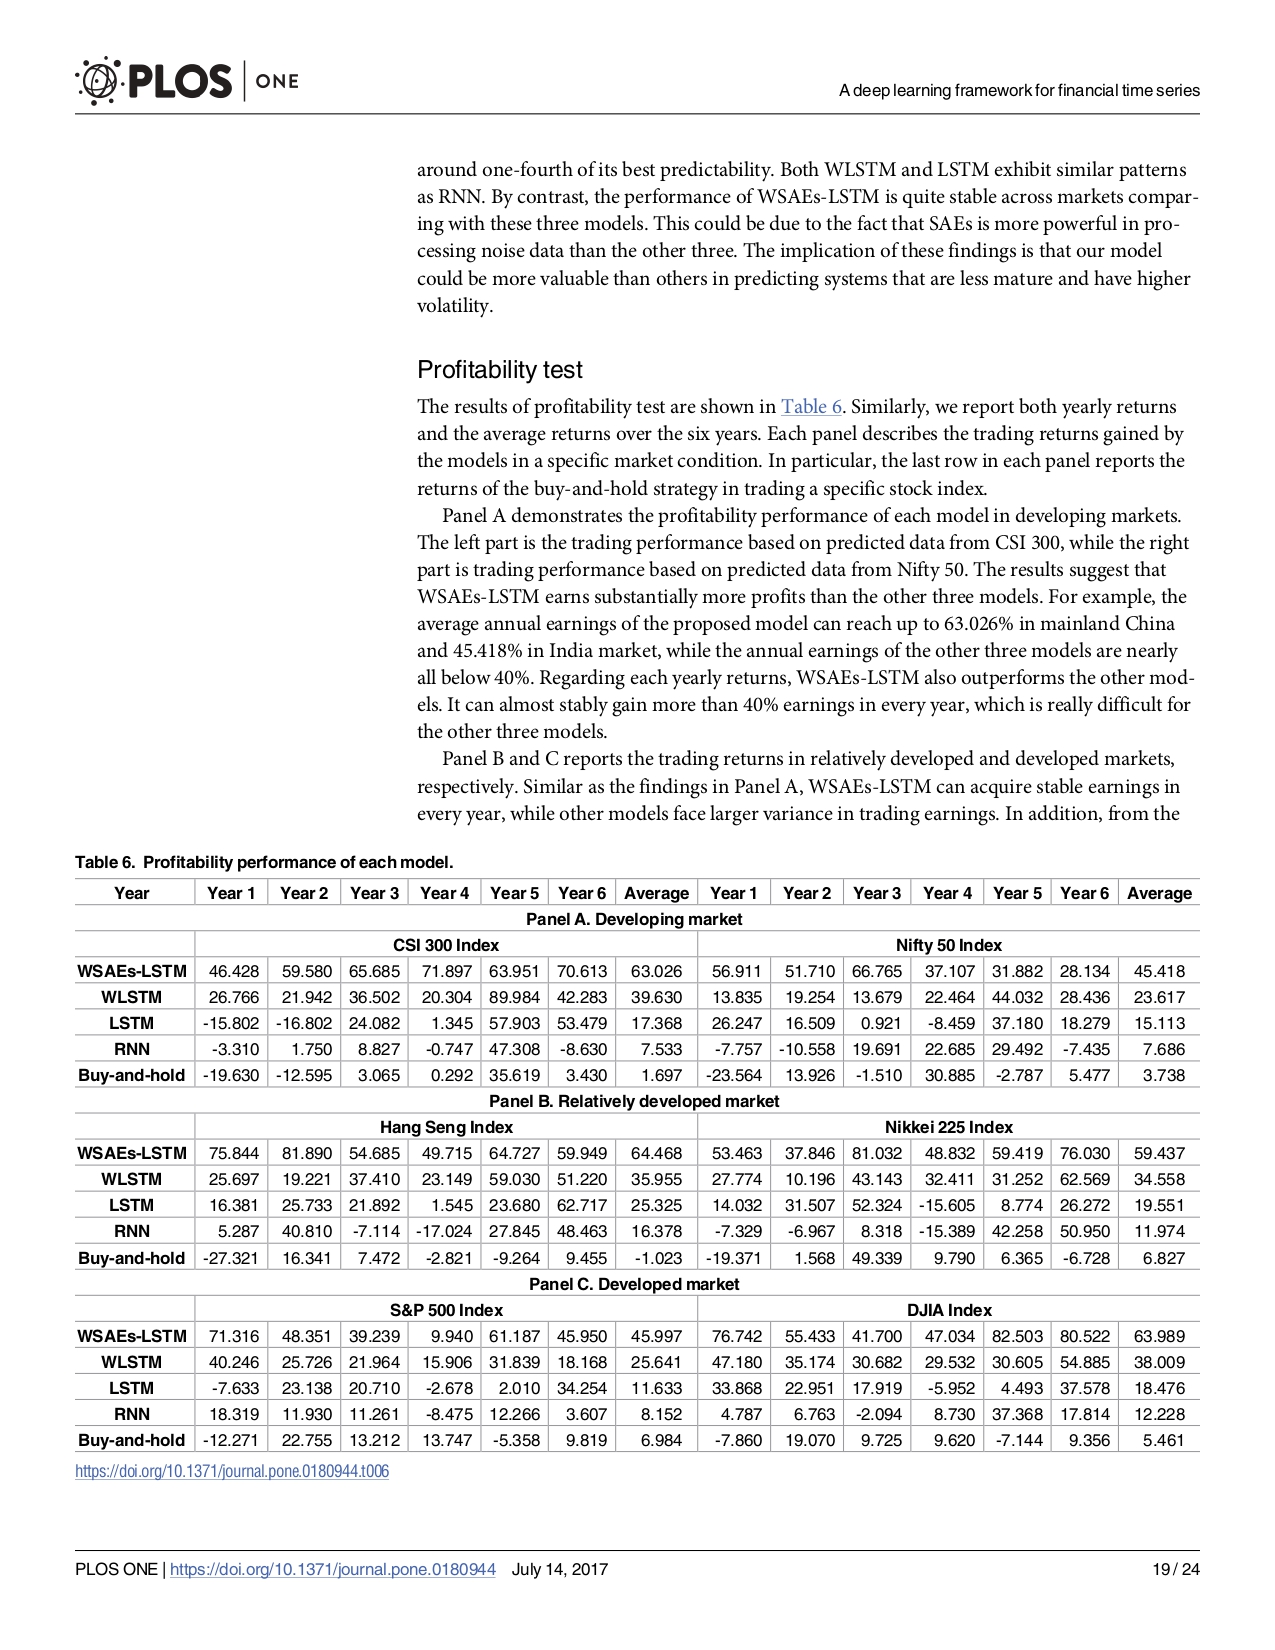 PLOS ONE
A deep learning framework for financial time series
around one-fourth of its best predictability. Both WLSTM and LSTM exhibit similar patterns
as RNN. By contrast, the performance of WSAEs-LSTM is quite stable across markets compar-
ing with these three models. This could be due to the fact that SAEs is more powerful in pro-
cessing noise data than the other three. The implication of these findings is that our model
could be more valuable than others in predicting systems that are less mature and have higher
volatility.
Profitability test
The results of profitability test are shown in Table 6. Similarly, we report both yearly returns
and the average returns over the six years. Each panel describes the trading returns gained by
the models in a specific market condition. In particular, the last row in each panel reports the
returns of the buy-and-hold strategy in trading a specific stock index.
Panel A demonstrates the profitability performance of each model in developing markets.
The left part is the trading performance based on predicted data from CSI 300, while the right
part is trading performance based on predicted data from Nifty 50. The results suggest that
WSAEs-LSTM earns substantially more profits than the other three models. For example, the
average annual earnings of the proposed model can reach up to 63.026% in mainland China
and 45.418% in India market, while the annual earnings of the other three models are nearly
all below 40%. Regarding each yearly returns, WSAEs-LSTM also outperforms the other mod-
els. It can almost stably gain more than 40% earnings in every year, which is really difficult for
the other three models.
Panel B and C reports the trading returns in relatively developed and developed markets,
respectively. Similar as the findings in Panel A, WSAEs-LSTM can acquire stable earnings in
every year, while other models face larger variance in trading earnings. In addition, from the
Table 6. Profitability performance of each model.
Year Year 1 Year 2 Year 3 Year 4 Year 5 Year 6 Average Year 1 Year 2 Year 3 Year 4 Year 5 Year 6 Average
Panel A. Developing market
CSI 300 Index Nifty 50 Index
WSAEs-LSTM 46.428 59.580 65.685 71.897 63.951 70.613 63.026 56.911 51.710 66.765 37.107 31.882 28.134 45.418
WLSTM 26.766 21.942 36.502 20.304 89.984 42.283 39.630 13.835 19.254 13.679 22.464 44.032 28.436 23.617
LSTM -15.802 -16.802 24.082 1.345 57.903 53.479 17.368 26.247 16.509 0.921 -8.459 37.180 18.279 15.113
RNN -3.310 1.750 8.827 -0.747 47.308 -8.630 7.533 -7.757 -10.558 19.691 22.685 29.492 -7.435 7.686
Buy-and-hold -19.630 -12.595 3.065 0.292 35.619 3.430 1.697 -23.564 13.926 -1.510 30.885 -2.787 5.477 3.738
Panel B. Relatively developed market
Hang Seng Index Nikkei 225 Index
WSAEs-LSTM 75.844 81.890 54.685 49.715 64.727 59.949 64.468 53.463 37.846 81.032 48.832 59.419 76.030 59.437
WLSTM 25.697 19.221 37.410 23.149 59.030 51.220 35.955 27.774 10.196 43.143 32.411 31.252 62.569 34.558
LSTM 16.381 25.733 21.892 1.545 23.680 62.717 25.325 14.032 31.507 52.324 -15.605 8.774 26.272 19.551
RNN 5.287 40.810 -7.114 -17.024 27.845 48.463 16.378 -7.329 -6.967 8.318 -15.389 42.258 50.950 11.974
Buy-and-hold -27.321 16.341 7.472 -2.821 -9.264 9.455 -1.023 -19.371 1.568 49.339 9.790 6.365 -6.728 6.827
Panel C. Developed market
S&P 500 Index DJIA Index
WSAEs-LSTM 71.316 48.351 39.239 9.940 61.187 45.950 45.997 76.742 55.433 41.700 47.034 82.503 80.522 63.989
WLSTM 40.246 25.726 21.964 15.906 31.839 18.168 25.641 47.180 35.174 30.682 29.532 30.605 54.885 38.009
LSTM -7.633 23.138 20.710 -2.678 2.010 34.254 11.633 33.868 22.951 17.919 -5.952 4.493 37.578 18.476
RNN 18.319 11.930 11.261 -8.475 12.266 3.607 8.152 4.787 6.763 -2.094 8.730 37.368 17.814 12.228
Buy-and-hold -12.271 22.755 13.212 13.747 -5.358 9.819 6.984 -7.860 19.070 9.725 9.620 -7.144 9.356 5.461
https://doi.org/10.1371/journal.pone.0180944.t006
PLOS ONE | https://doi.org/10.1371/journal.pone.0180944 July 14, 2017 19 / 24